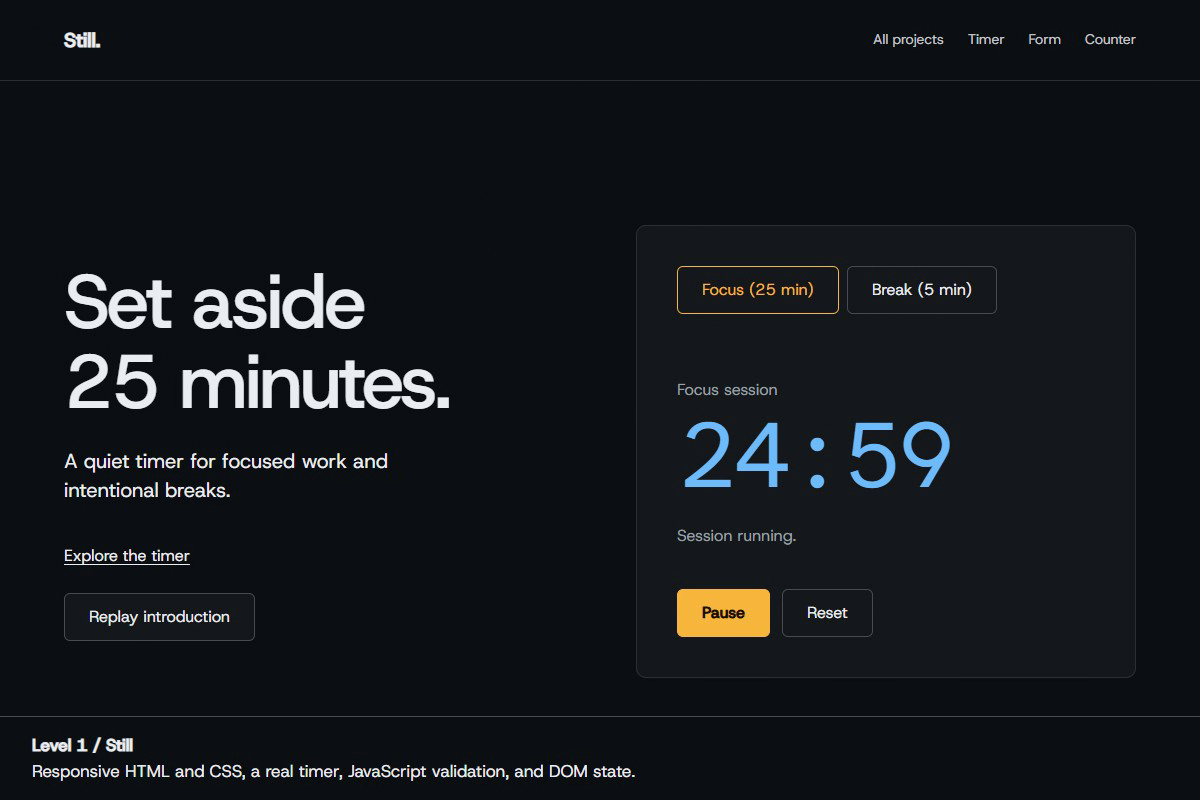 Still.
All projects
Timer
Form
Counter
Set aside
25 minutes.
A quiet timer for focused work and
intentional breaks.
Explore the timer
Replay introduction
Focus (25 min)
Break (5 min)
Focus session
24:59
Session running.
Pause
Reset
Level 1 / Still
Responsive HTML and CSS, a real timer, JavaScript validation, and DOM state.